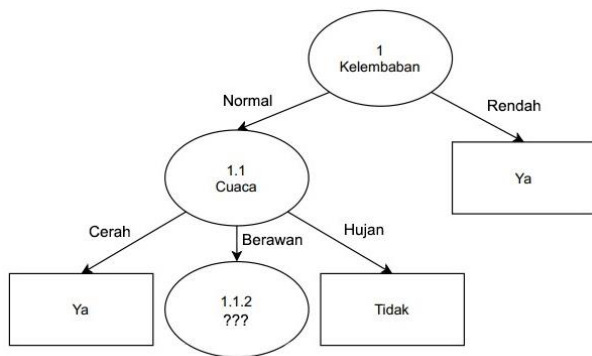 1
Kelembaban
Normal
Rendah
1.1
Cuaca
Ya
Cerah
Berawan
Hujan
Ya
1.1.2
???
Tidak